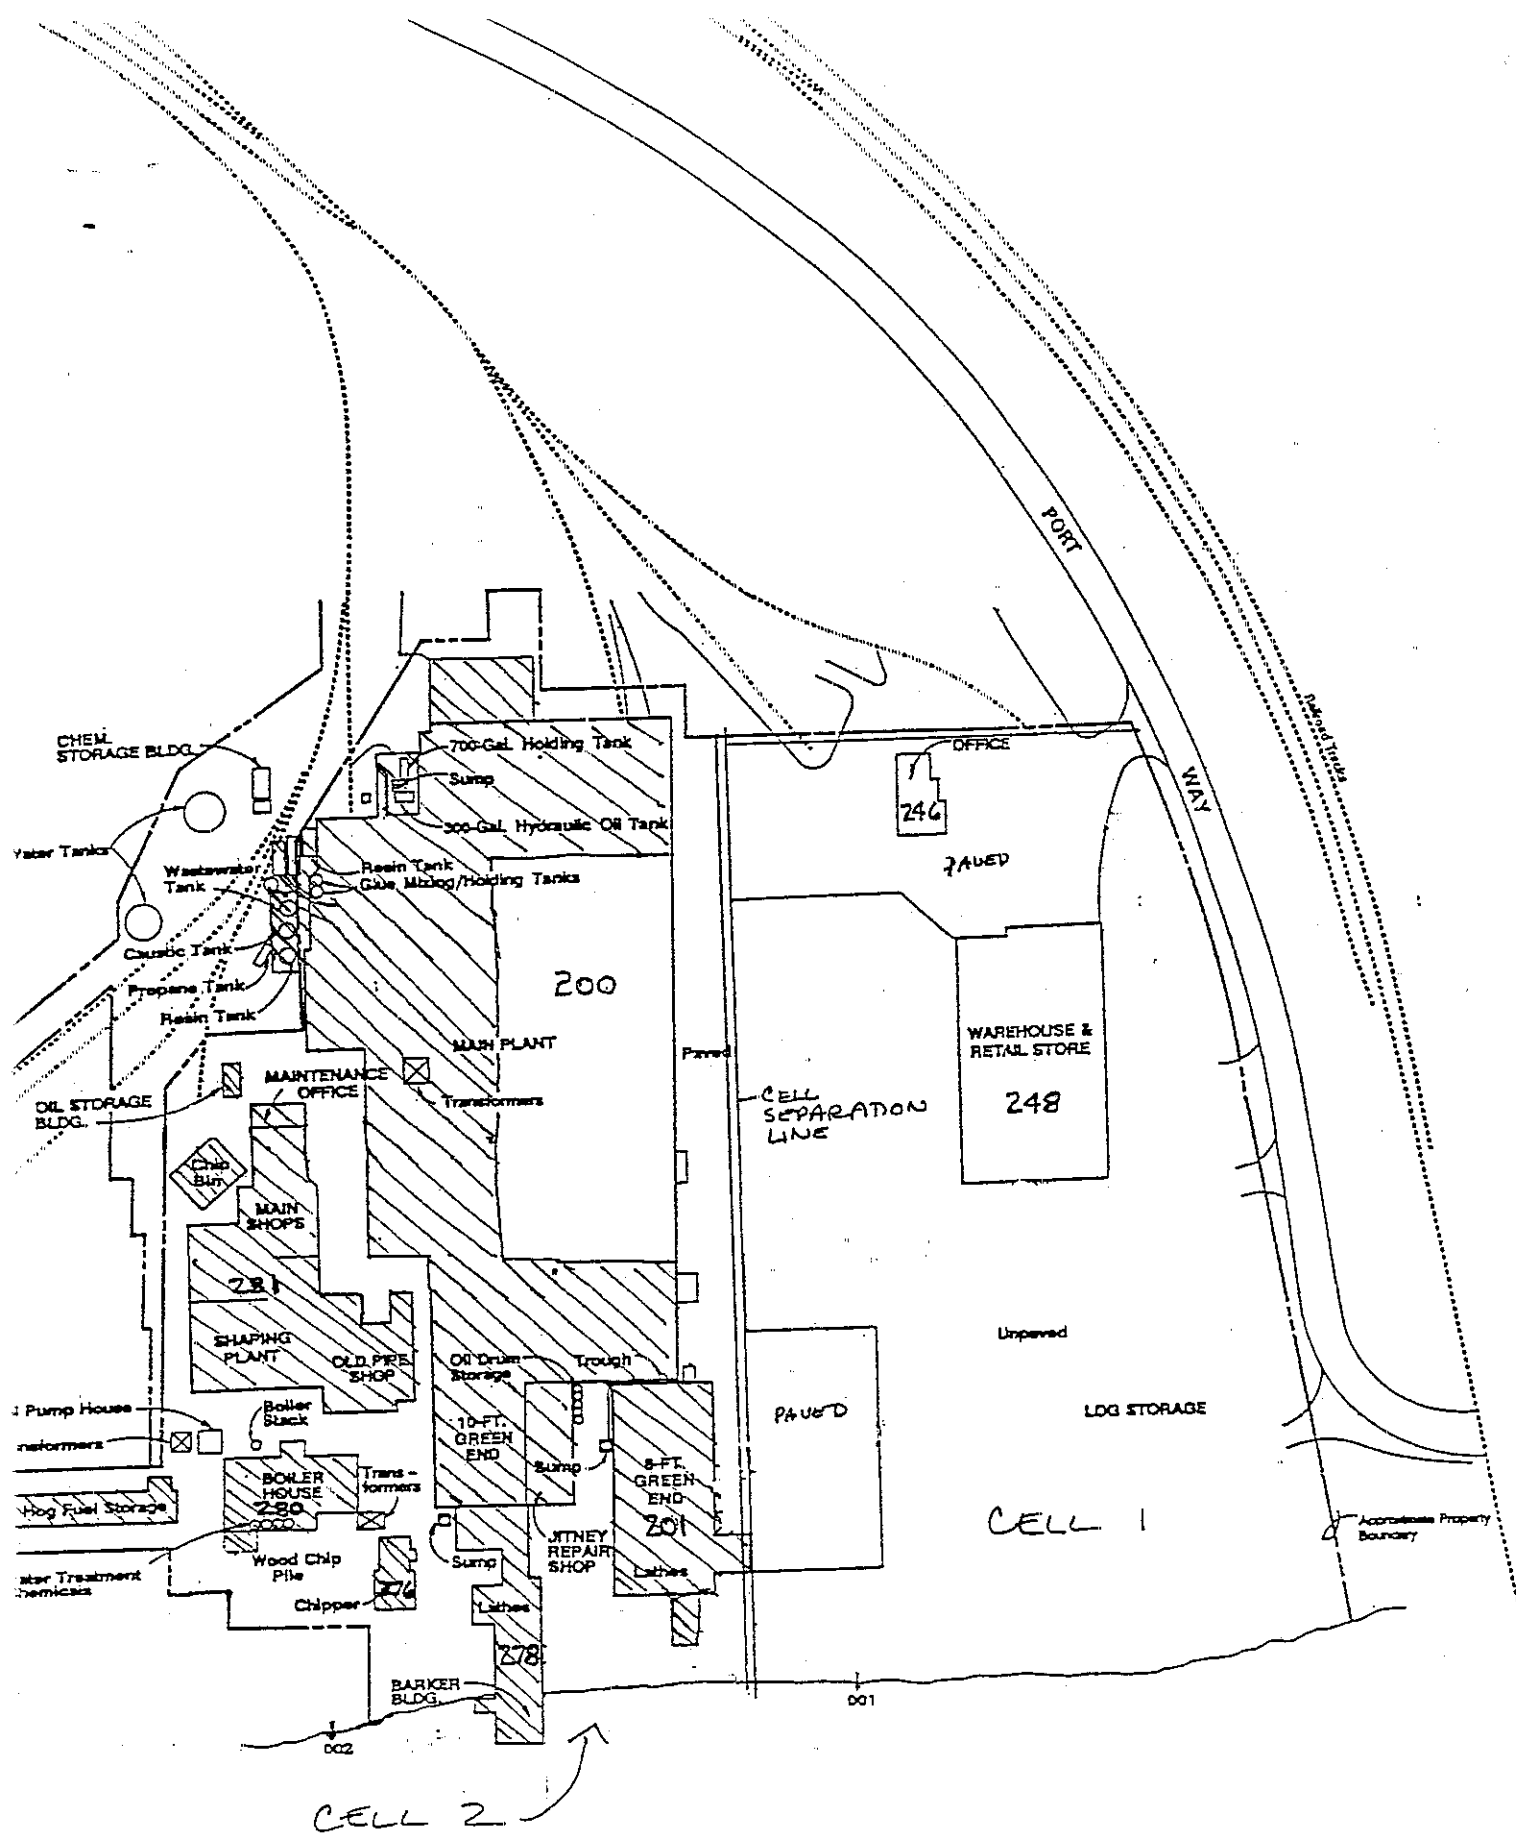 PORT
WAY
Railroad Tracks
CHEM.
STORAGE BLDG.
700-Gal. Holding Tank
Sump
300-Gal. Hydraulic Oil Tank
OFFICE
246
PAVED
Water Tanks
Wastewater
Tank
Resin Tank
Glue Mixing/Holding Tanks
Caustic Tank
Propane Tank
Resin Tank
200
MAIN PLANT
Paved
WAREHOUSE &
RETAIL STORE
248
MAINTENANCE
OFFICE
Transformers
OIL STORAGE
BLDG.
CELL
SEPARATION
LINE
Chip
Bin
MAIN
SHOPS
281
SHAPING
PLANT
OLD PIPE
SHOP
Oil Drum
Storage
Trough
Unpaved
Pump House
Boiler
Stack
10-FT.
GREEN
END
PAVED
LOG STORAGE
nsformers
BOILER
HOUSE
280
Trans-
formers
Sump
8-FT.
GREEN
END
201
Lathes
CELL 1
Approximate Property
Boundary
Hog Fuel Storage
Wood Chip
Pile
Sump
JITNEY
REPAIR
SHOP
ater Treatment
hemicals
Chipper
276
Lathes
278
BARKER
BLDG.
001
002
CELL 2